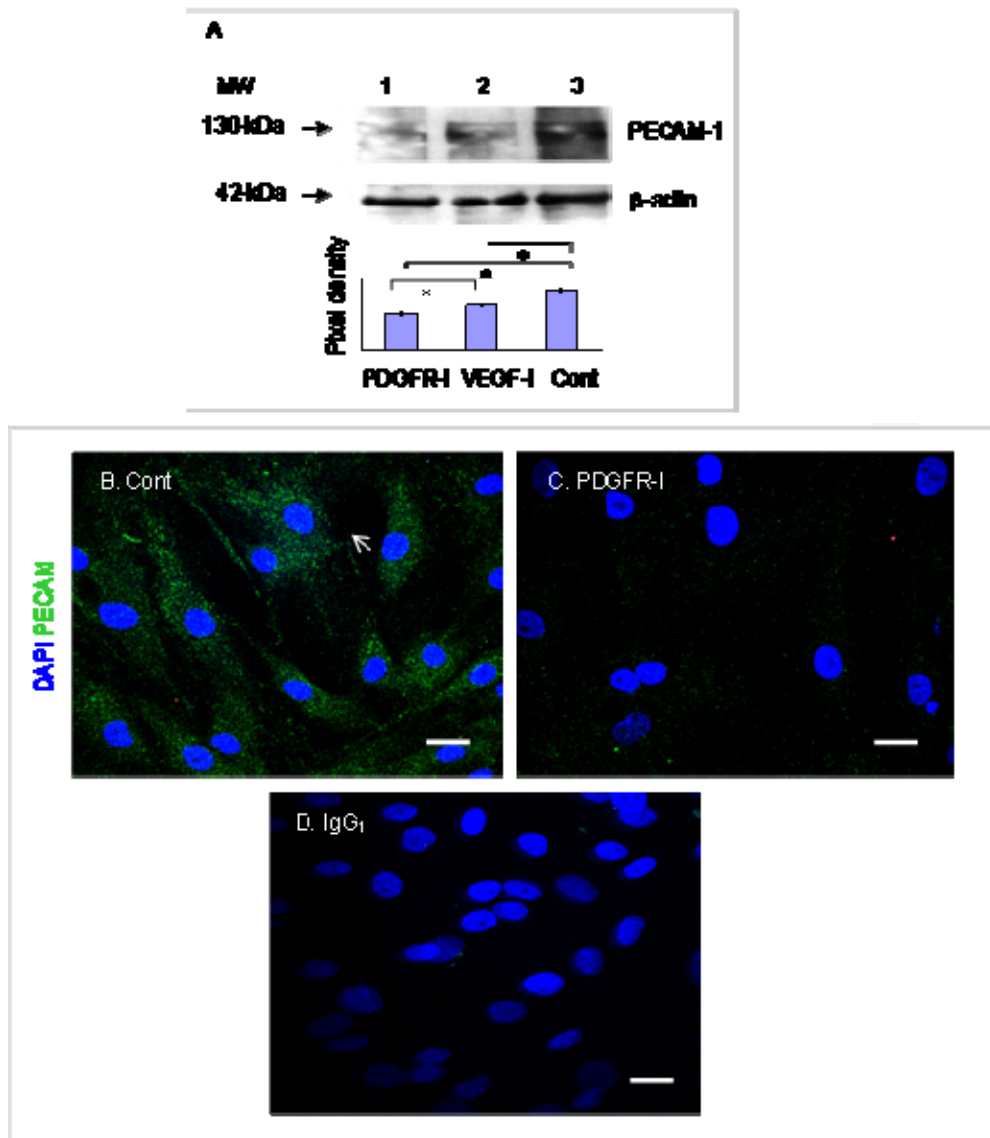 A
MW 1 2 3
130-kDa PECAM-1
42-kDa β-actin
Pixel density
* * *
PDGFR-I VEGF-I Cont
B. Cont
C. PDGFR-I
DAPI PECAM
D. IgG₁